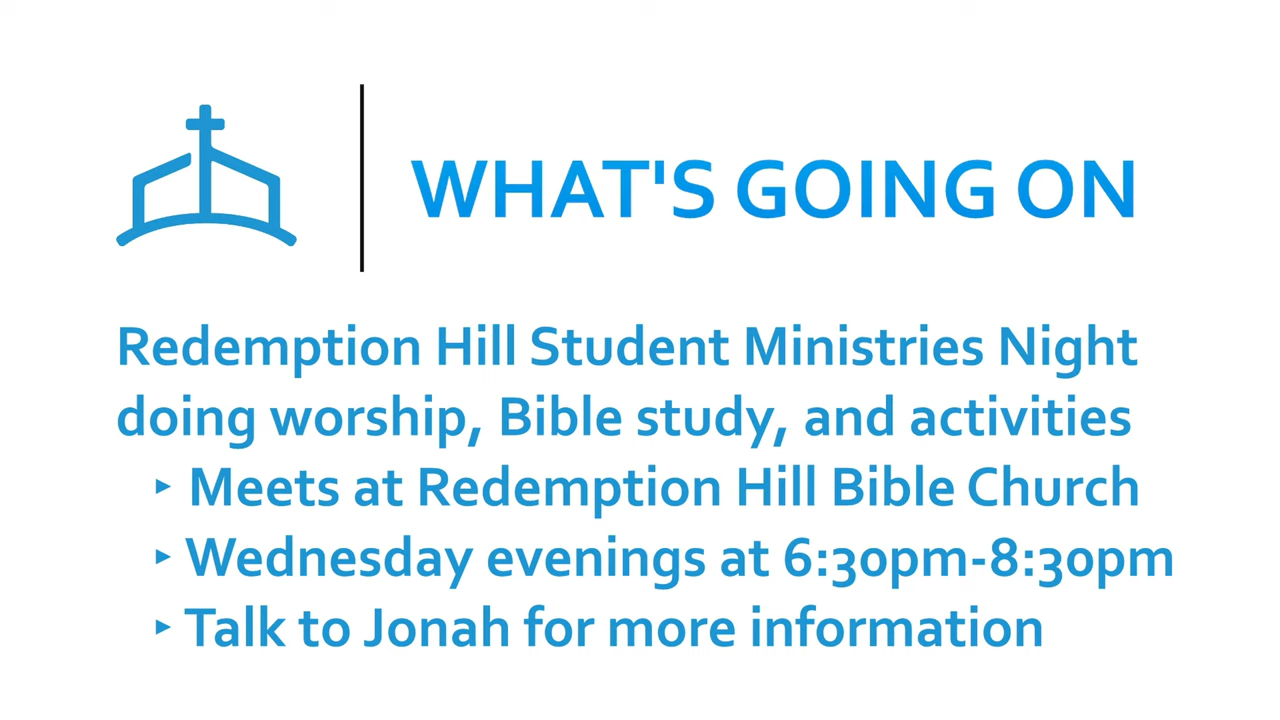 WHAT'S GOING ON
Redemption Hill Student Ministries Night
doing worship, Bible study, and activities
‣ Meets at Redemption Hill Bible Church
‣ Wednesday evenings at 6:30pm-8:30pm
‣ Talk to Jonah for more information